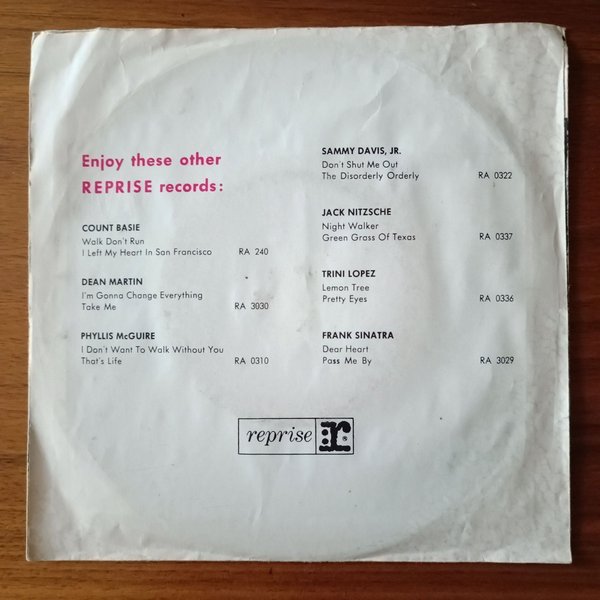 Enjoy these other
REPRISE records:
COUNT BASIE
Walk Don't Run
I Left My Heart In San Francisco RA 240
DEAN MARTIN
I'm Gonna Change Everything
Take Me RA 3030
PHYLLIS McGUIRE
I Don't Want To Walk Without You
That's Life RA 0310
SAMMY DAVIS, JR.
Don't Shut Me Out
The Disorderly Orderly RA 0322
JACK NITZSCHE
Night Walker
Green Grass Of Texas RA 0337
TRINI LOPEZ
Lemon Tree
Pretty Eyes RA 0336
FRANK SINATRA
Dear Heart
Pass Me By RA 3029
reprise r®